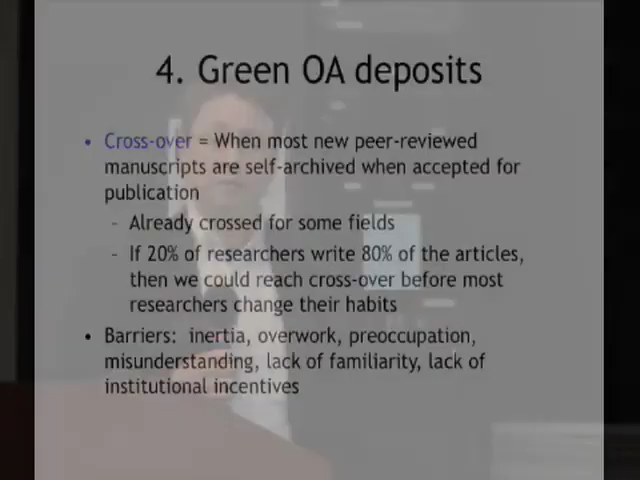 4. Green OA deposits
• Cross-over = When most new peer-reviewed
manuscripts are self-archived when accepted for
publication
- Already crossed for some fields
- If 20% of researchers write 80% of the articles,
then we could reach cross-over before most
researchers change their habits
• Barriers: inertia, overwork, preoccupation,
misunderstanding, lack of familiarity, lack of
institutional incentives